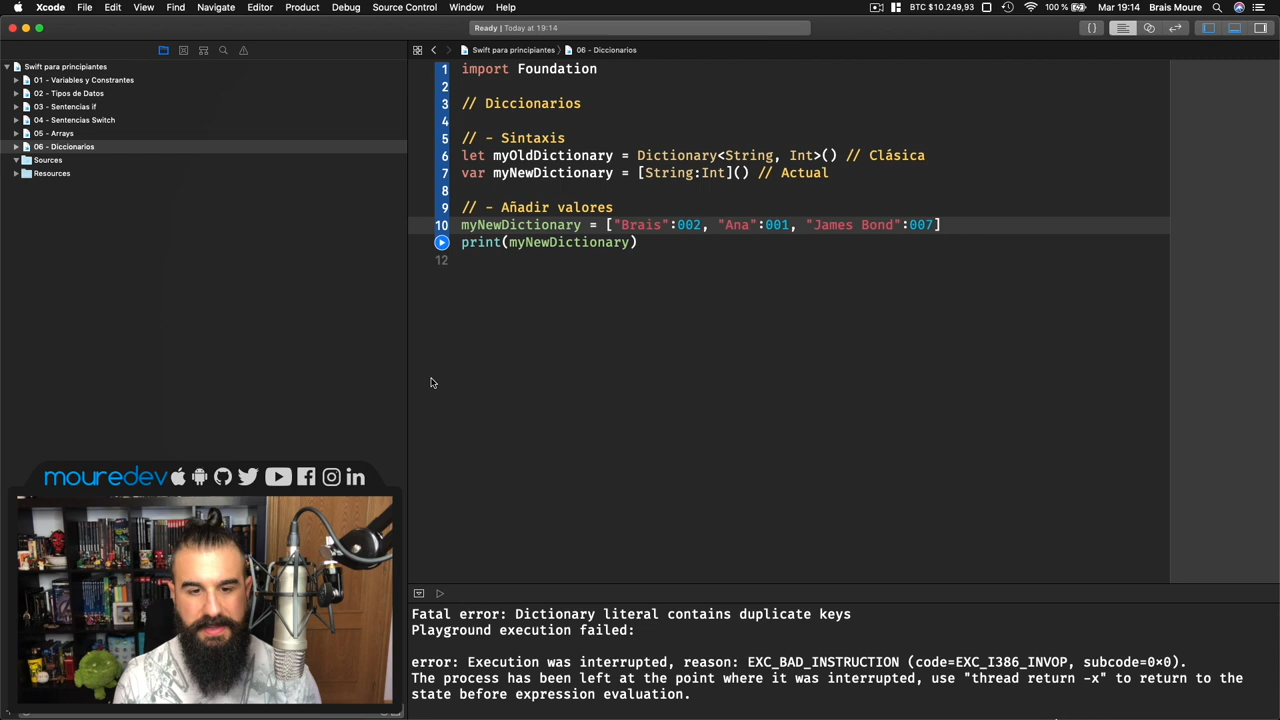 Xcode File Edit View Find Navigate Editor Product Debug Source Control Window Help BTC $10.249,93 100 % Mar 19:14 Brais Moure
Ready | Today at 19:14
Swift para principiantes 06 - Diccionarios
Swift para principiantes
01 - Variables y Constrantes
02 - Tipos de Datos
03 - Sentencias if
04 - Sentencias Switch
05 - Arrays
06 - Diccionarios
Sources
Resources
1 import Foundation
2
3 // Diccionarios
4
5 // - Sintaxis
6 let myOldDictionary = Dictionary<String, Int>() // Clásica
7 var myNewDictionary = [String:Int]() // Actual
8
9 // - Añadir valores
10 myNewDictionary = ["Brais":002, "Ana":001, "James Bond":007]
print(myNewDictionary)
12
mouredev
Fatal error: Dictionary literal contains duplicate keys
Playground execution failed:
error: Execution was interrupted, reason: EXC_BAD_INSTRUCTION (code=EXC_I386_INVOP, subcode=0x0).
The process has been left at the point where it was interrupted, use "thread return -x" to return to the
state before expression evaluation.